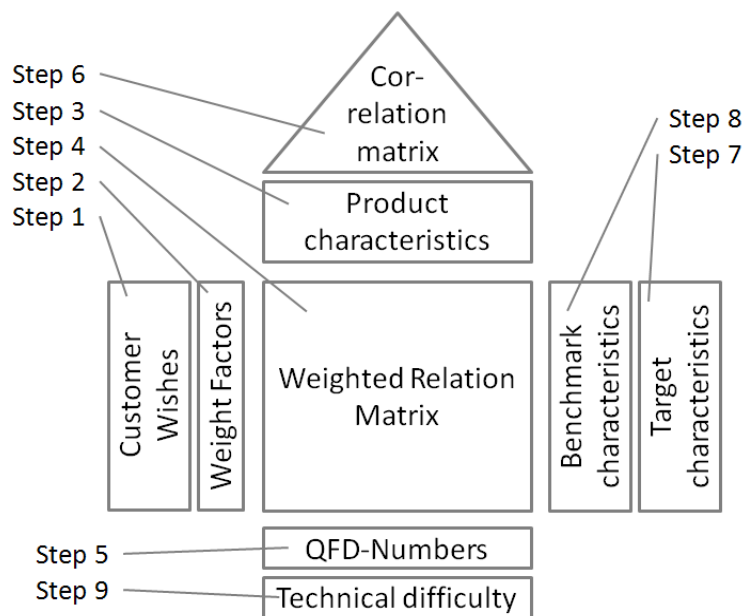 Step 6
Step 3
Step 4
Step 2
Step 1
Cor-
relation
matrix
Step 8
Step 7
Product
characteristics
Customer
Wishes
Weight Factors
Weighted Relation
Matrix
Benchmark
characteristics
Target
characteristics
Step 5
QFD-Numbers
Step 9
Technical difficulty